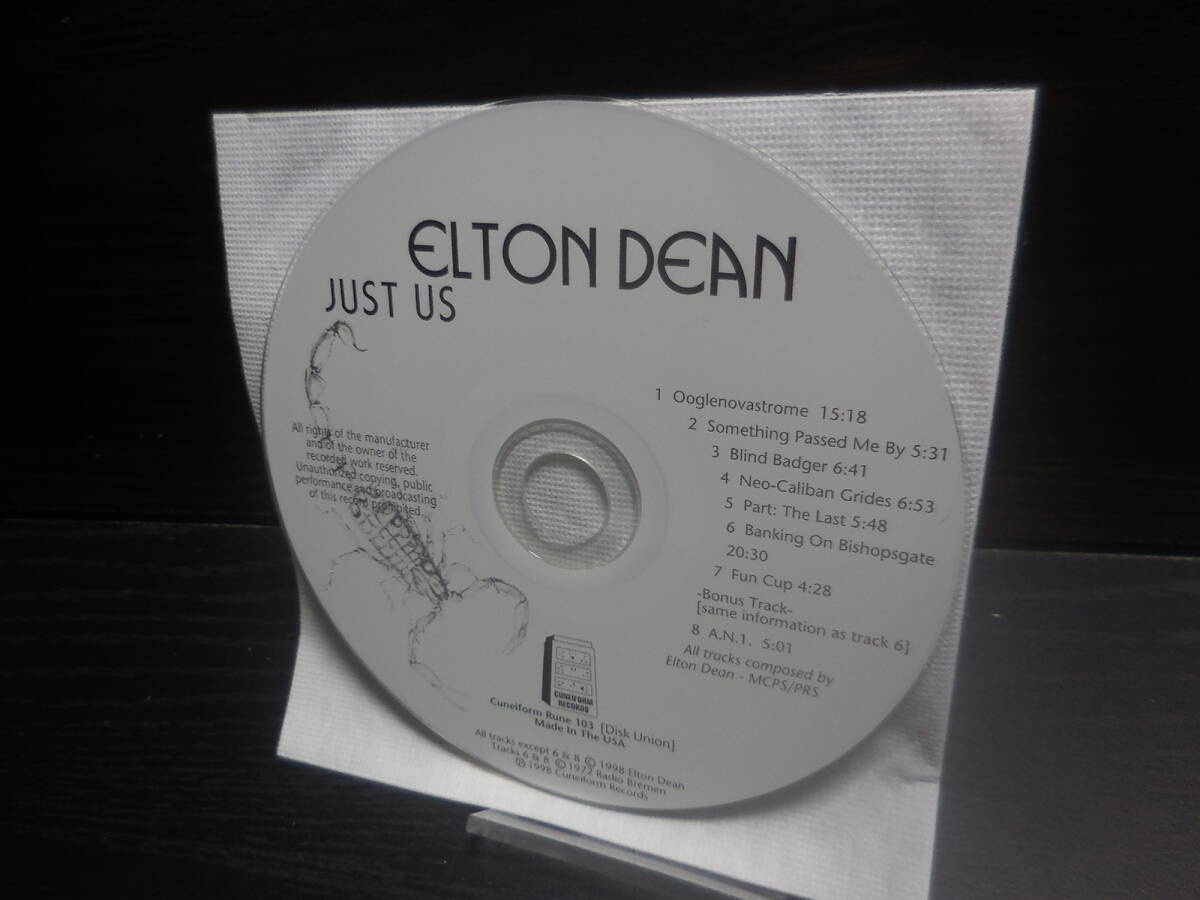 ELTON DEAN
JUST US
All rights of the manufacturer
and of the owner of the
recorded work reserved.
Unauthorized copying, public
performance and broadcasting
of this record prohibited.
1 Ooglenovastrome 15:18
2 Something Passed Me By 5:31
3 Blind Badger 6:41
4 Neo-Caliban Grides 6:53
5 Part: The Last 5:48
6 Banking On Bishopsgate
20:30
7 Fun Cup 4:28
-Bonus Track-
[same information as track 6]
8 A.N.1. 5:01
All tracks composed by
Elton Dean - MCPS/PRS
CUNEIFORM
RECORDS
Cuneiform Rune 103 [Disk Union]
Made In The USA
All tracks except 6 & 8 © 1998 Elton Dean
Tracks 6 & 8 © 1972 Radio Bremen
℗ 1998 Cuneiform Records